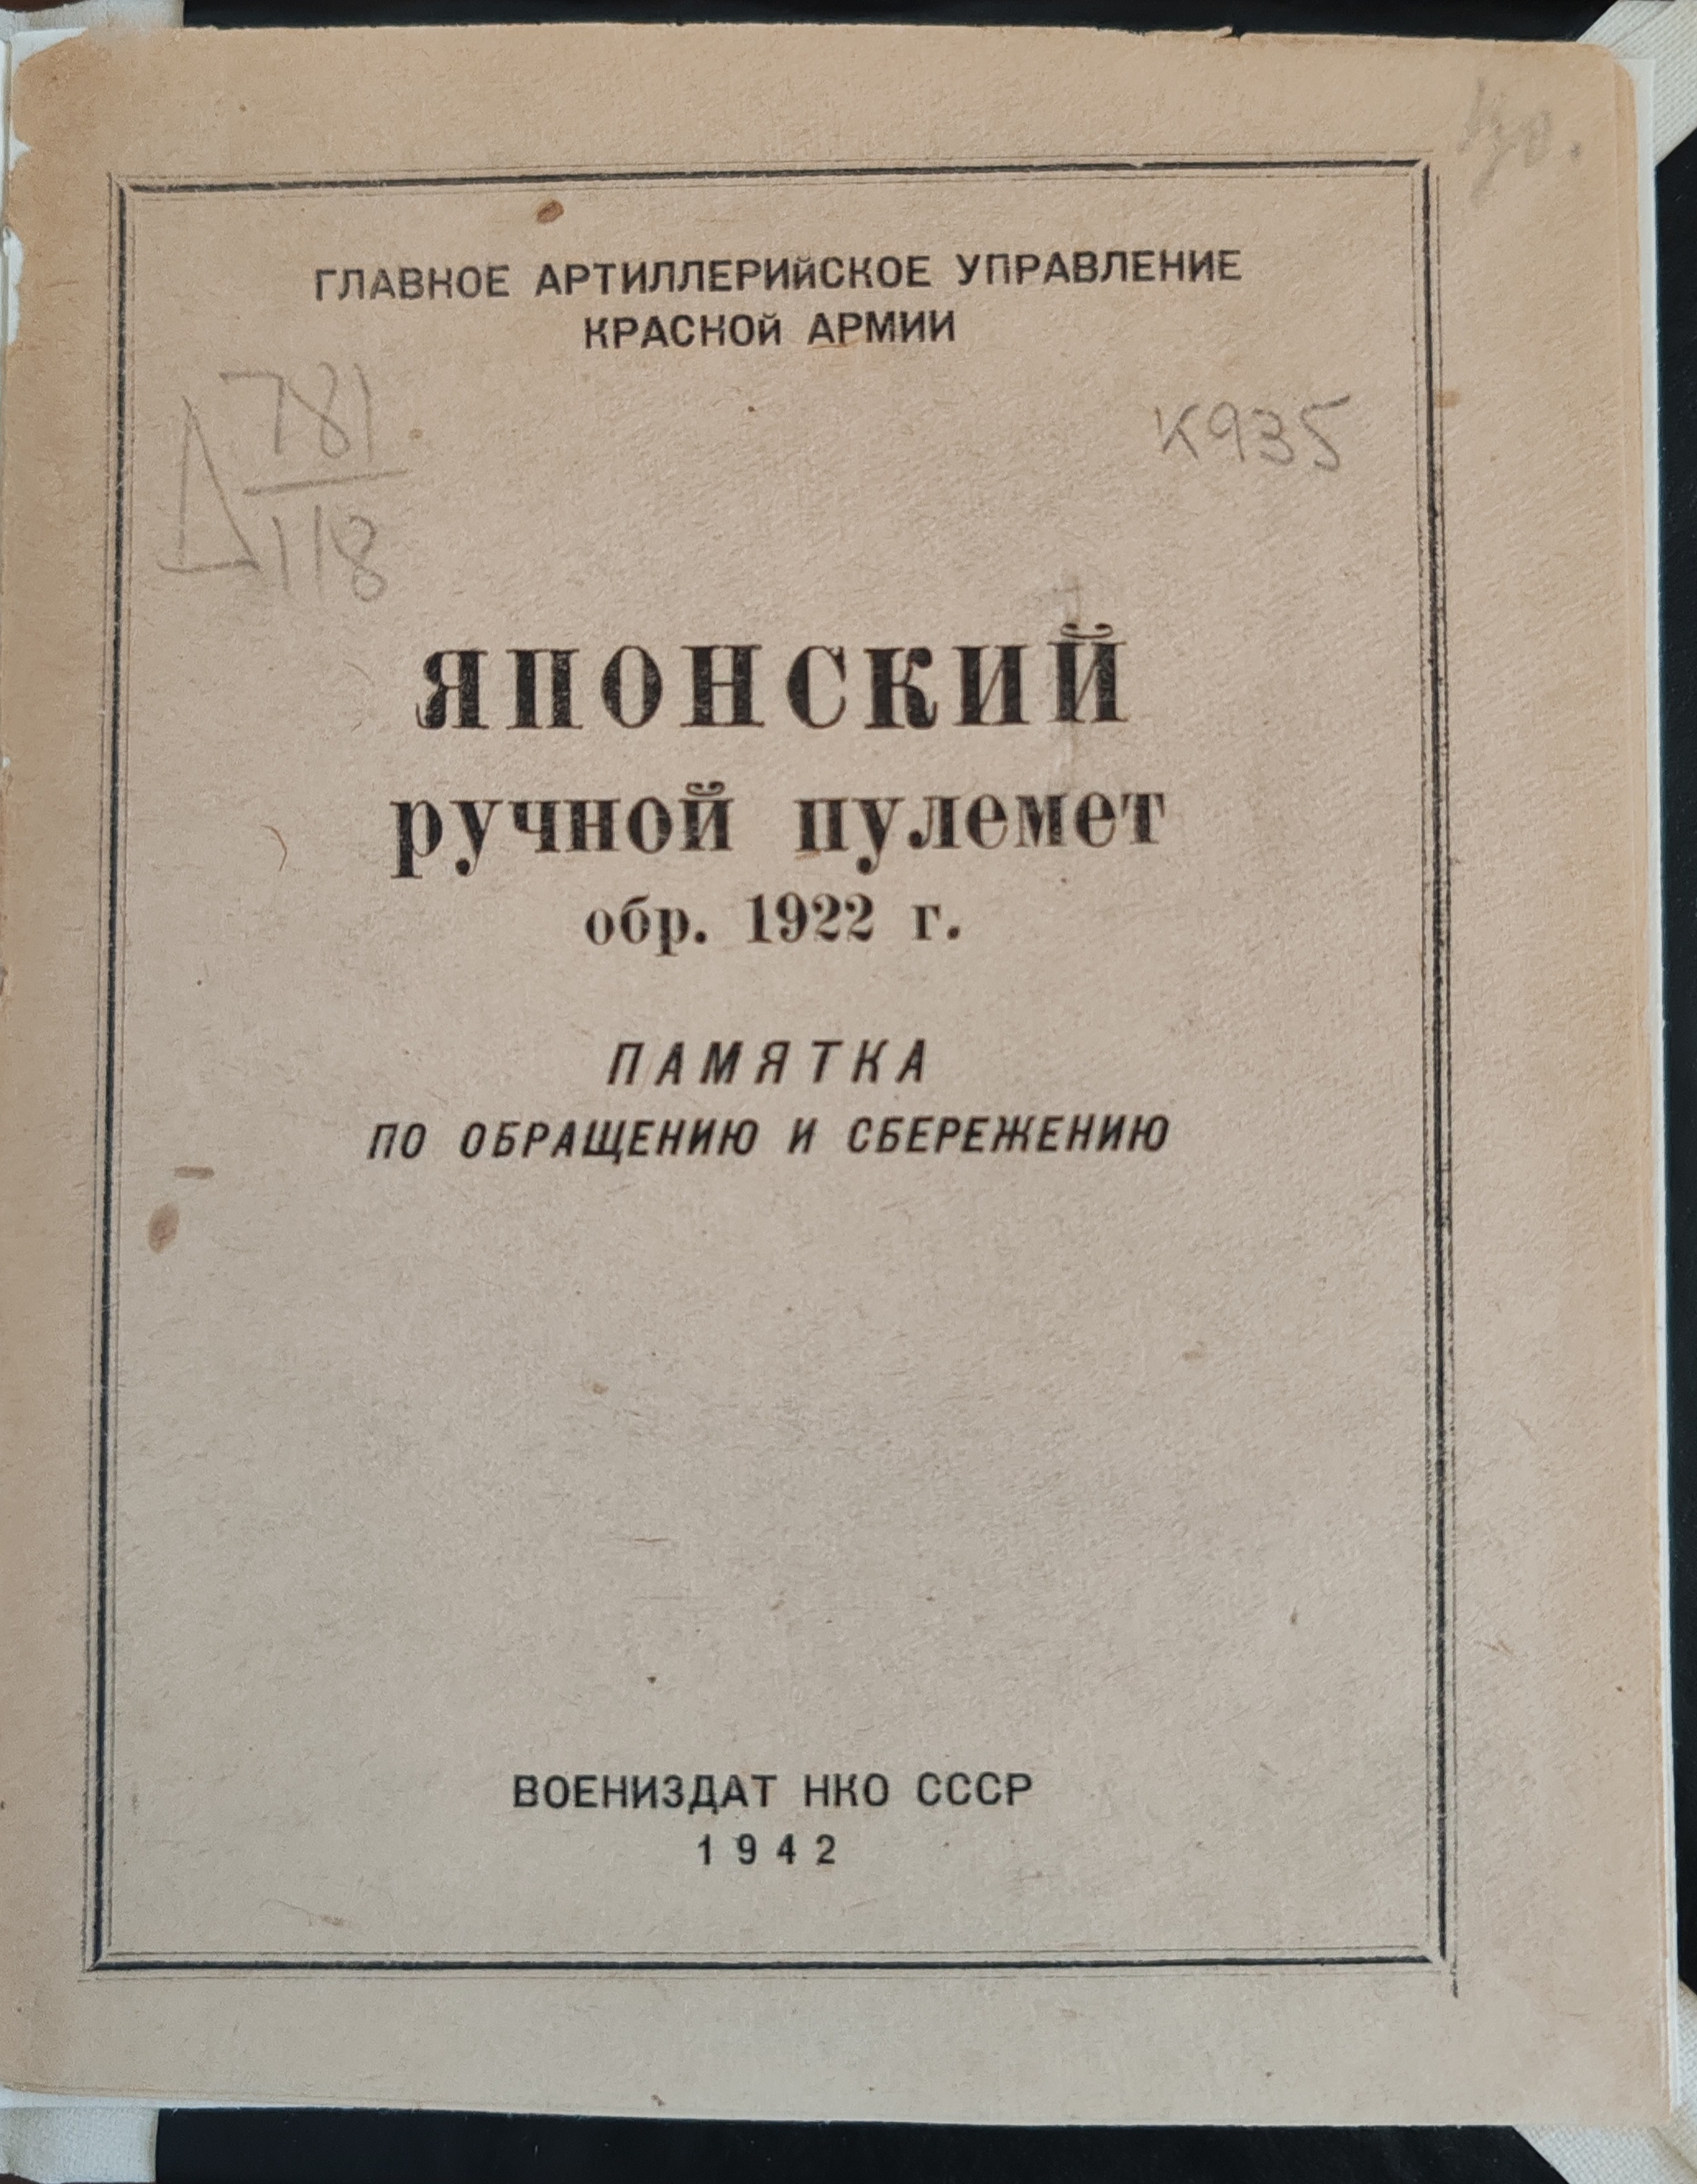 ГЛАВНОЕ АРТИЛЛЕРИЙСКОЕ УПРАВЛЕНИЕ
КРАСНОЙ АРМИИ
Д 781
118
К935
ЯПОНСКИЙ
ручной пулемет
обр. 1922 г.
ПАМЯТКА
ПО ОБРАЩЕНИЮ И СБЕРЕЖЕНИЮ
ВОЕНИЗДАТ НКО СССР
1942